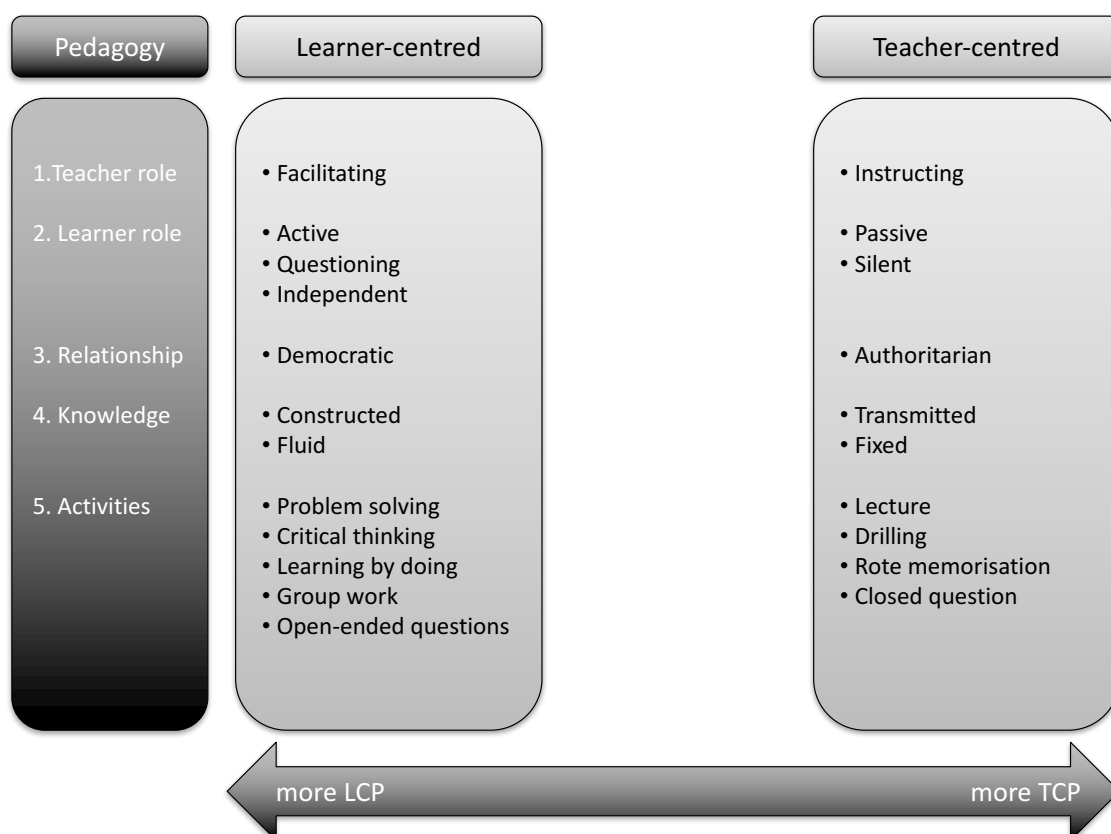 Pedagogy
Learner-centred
Teacher-centred
1.Teacher role
• Facilitating
• Instructing
2. Learner role
• Active
• Questioning
• Independent
• Passive
• Silent
3. Relationship
• Democratic
• Authoritarian
4. Knowledge
• Constructed
• Fluid
• Transmitted
• Fixed
5. Activities
• Problem solving
• Critical thinking
• Learning by doing
• Group work
• Open-ended questions
• Lecture
• Drilling
• Rote memorisation
• Closed question
more LCP
more TCP